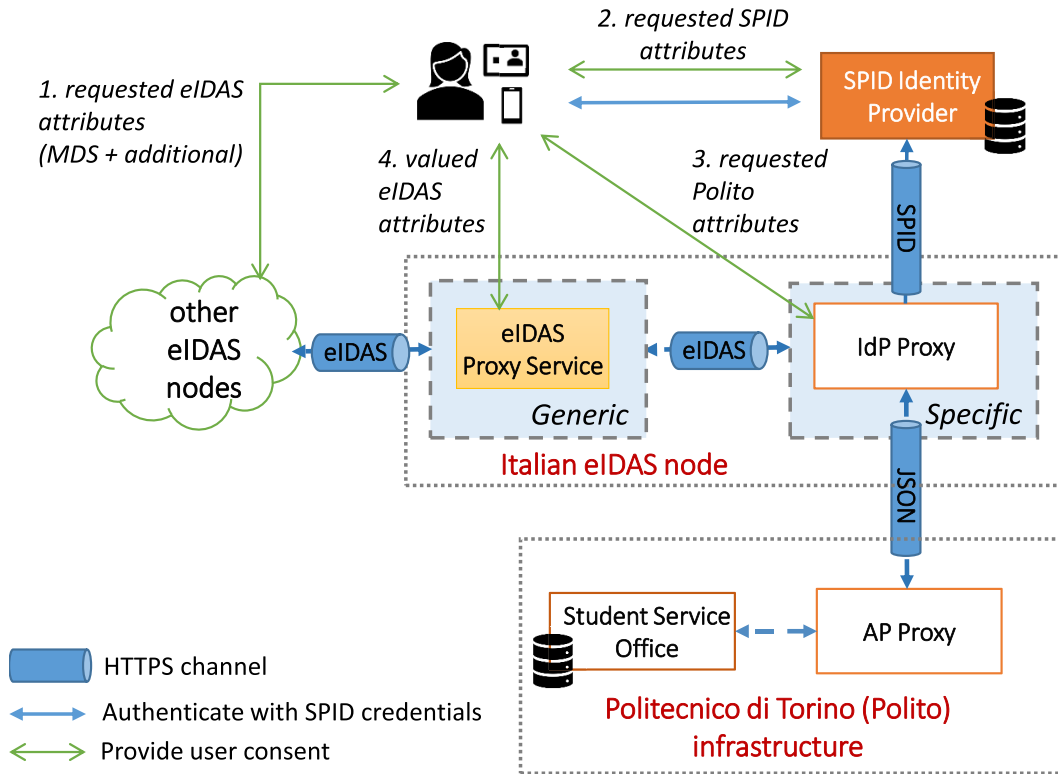 2. requested SPID
attributes
1. requested eIDAS
attributes
(MDS + additional)
SPID Identity
Provider
4. valued
eIDAS
attributes
3. requested
Polito
attributes
SPID
other
eIDAS
nodes
eIDAS
eIDAS
Proxy Service
Generic
eIDAS
IdP Proxy
Specific
Italian eIDAS node
JSON
Student Service
Office
AP Proxy
Politecnico di Torino (Polito)
infrastructure
HTTPS channel
Authenticate with SPID credentials
Provide user consent